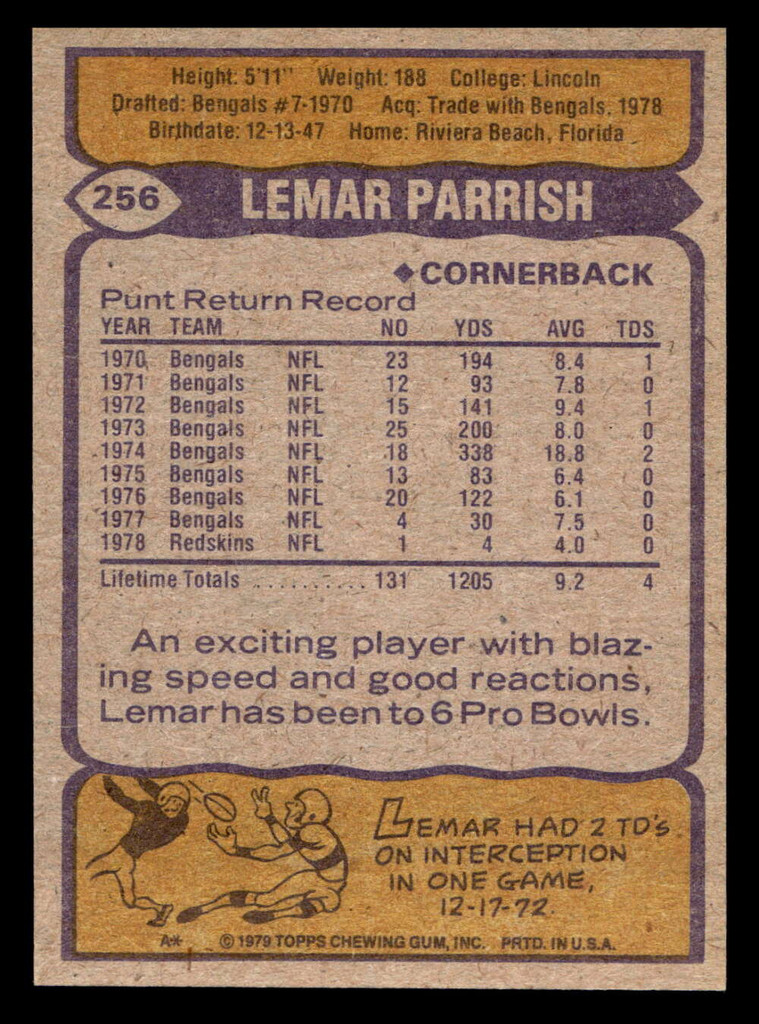 Height: 5'11" Weight: 188 College: Lincoln
Drafted: Bengals #7-1970 Acq: Trade with Bengals, 1978
Birthdate: 12-13-47 Home: Riviera Beach, Florida
256 LEMAR PARRISH
◆CORNERBACK
Punt Return Record
YEAR TEAM NO YDS AVG TDS
1970 Bengals NFL 23 194 8.4 1
1971 Bengals NFL 12 93 7.8 0
1972 Bengals NFL 15 141 9.4 1
1973 Bengals NFL 25 200 8.0 0
1974 Bengals NFL 18 338 18.8 2
1975 Bengals NFL 13 83 6.4 0
1976 Bengals NFL 20 122 6.1 0
1977 Bengals NFL 4 30 7.5 0
1978 Redskins NFL 1 4 4.0 0
Lifetime Totals .......... 131 1205 9.2 4
An exciting player with blaz-
ing speed and good reactions,
Lemar has been to 6 Pro Bowls.
LEMAR HAD 2 TD'S
ON INTERCEPTION
IN ONE GAME,
12-17-72
A* © 1979 TOPPS CHEWING GUM, INC. PRTD. IN U.S.A.